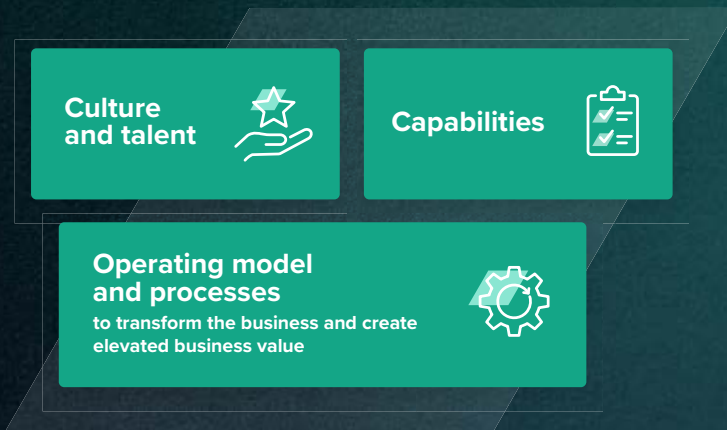 Culture
and talent
Capabilities
Operating model
and processes
to transform the business and create
elevated business value